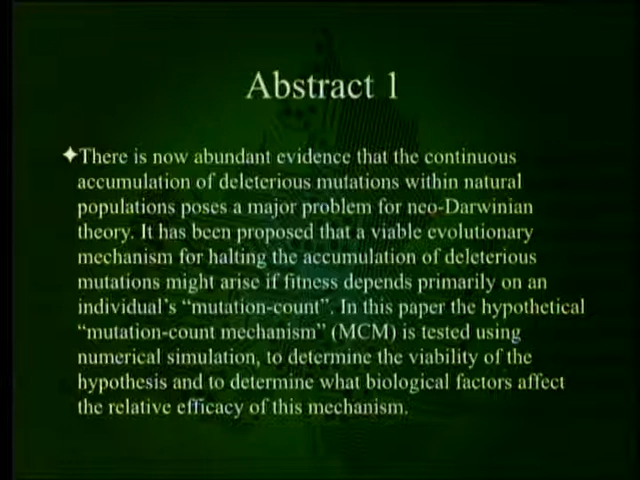 Abstract 1
✦There is now abundant evidence that the continuous
accumulation of deleterious mutations within natural
populations poses a major problem for neo-Darwinian
theory. It has been proposed that a viable evolutionary
mechanism for halting the accumulation of deleterious
mutations might arise if fitness depends primarily on an
individual's “mutation-count”. In this paper the hypothetical
“mutation-count mechanism” (MCM) is tested using
numerical simulation, to determine the viability of the
hypothesis and to determine what biological factors affect
the relative efficacy of this mechanism.